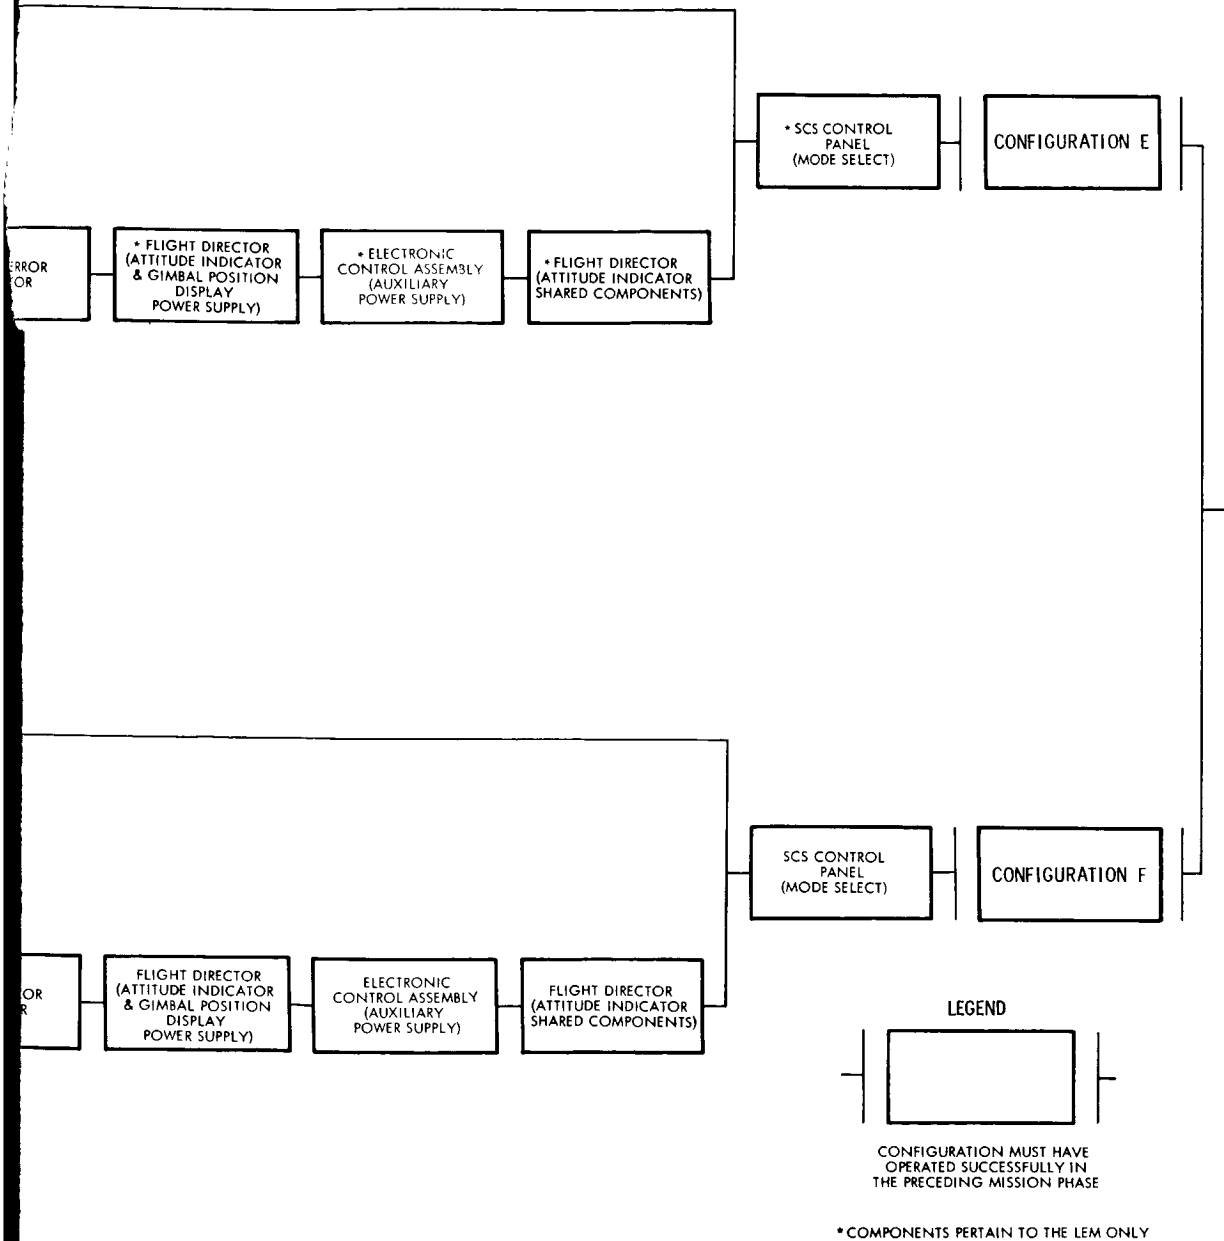 * SCS CONTROL
PANEL
(MODE SELECT)
CONFIGURATION E
ERROR
OR
* FLIGHT DIRECTOR
(ATTITUDE INDICATOR
& GIMBAL POSITION
DISPLAY
POWER SUPPLY)
* ELECTRONIC
CONTROL ASSEMBLY
(AUXILIARY
POWER SUPPLY)
* FLIGHT DIRECTOR
(ATTITUDE INDICATOR
SHARED COMPONENTS)
SCS CONTROL
PANEL
(MODE SELECT)
CONFIGURATION F
OR
R
FLIGHT DIRECTOR
(ATTITUDE INDICATOR
& GIMBAL POSITION
DISPLAY
POWER SUPPLY)
ELECTRONIC
CONTROL ASSEMBLY
(AUXILIARY
POWER SUPPLY)
FLIGHT DIRECTOR
(ATTITUDE INDICATOR
SHARED COMPONENTS)
LEGEND
CONFIGURATION MUST HAVE
OPERATED SUCCESSFULLY IN
THE PRECEDING MISSION PHASE
* COMPONENTS PERTAIN TO THE LEM ONLY